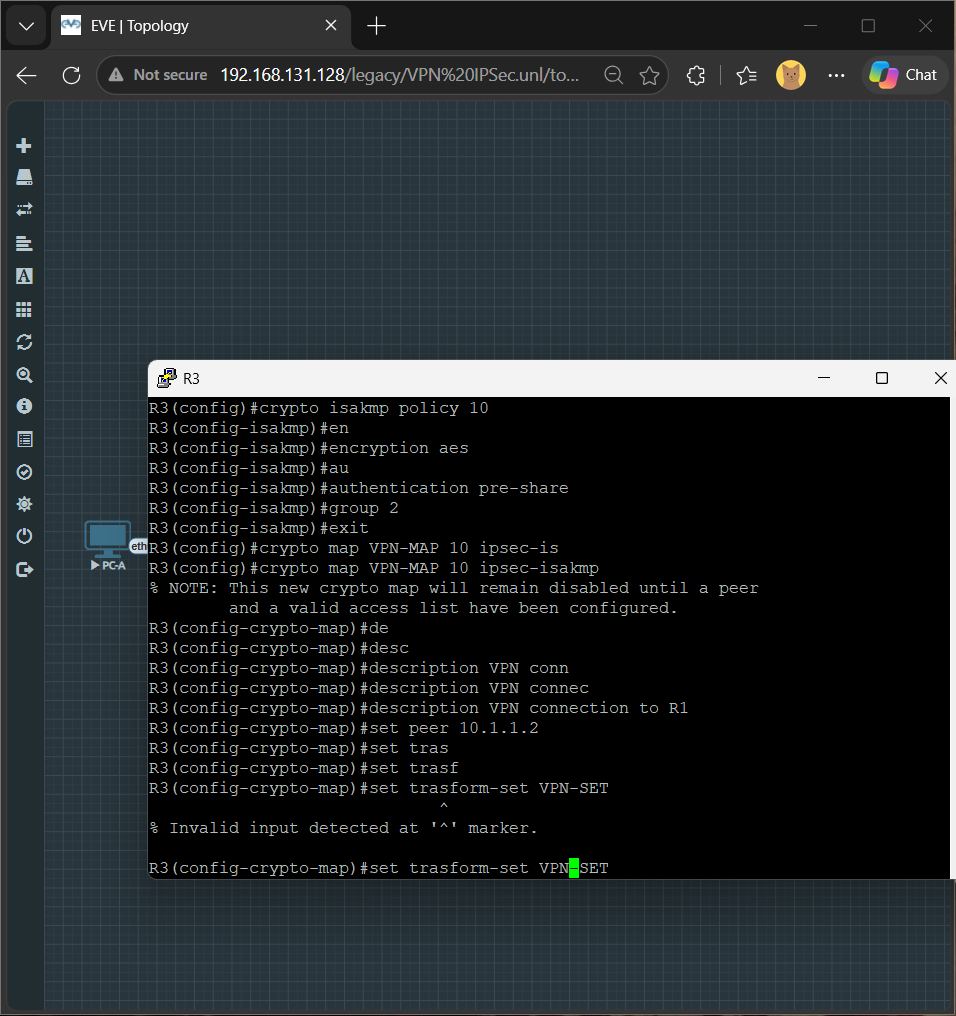 EVE | Topology
Not secure 192.168.131.128/legacy/VPN%20IPSec.unl/to...
Chat
A
R3
R3(config)#crypto isakmp policy 10
R3(config-isakmp)#en
R3(config-isakmp)#encryption aes
R3(config-isakmp)#au
R3(config-isakmp)#authentication pre-share
R3(config-isakmp)#group 2
R3(config-isakmp)#exit
R3(config)#crypto map VPN-MAP 10 ipsec-is
R3(config)#crypto map VPN-MAP 10 ipsec-isakmp
% NOTE: This new crypto map will remain disabled until a peer
        and a valid access list have been configured.
R3(config-crypto-map)#de
R3(config-crypto-map)#desc
R3(config-crypto-map)#description VPN conn
R3(config-crypto-map)#description VPN connec
R3(config-crypto-map)#description VPN connection to R1
R3(config-crypto-map)#set peer 10.1.1.2
R3(config-crypto-map)#set tras
R3(config-crypto-map)#set trasf
R3(config-crypto-map)#set trasform-set VPN-SET
                             ^
% Invalid input detected at '^' marker.
R3(config-crypto-map)#set trasform-set VPN-SET
eth
PC-A